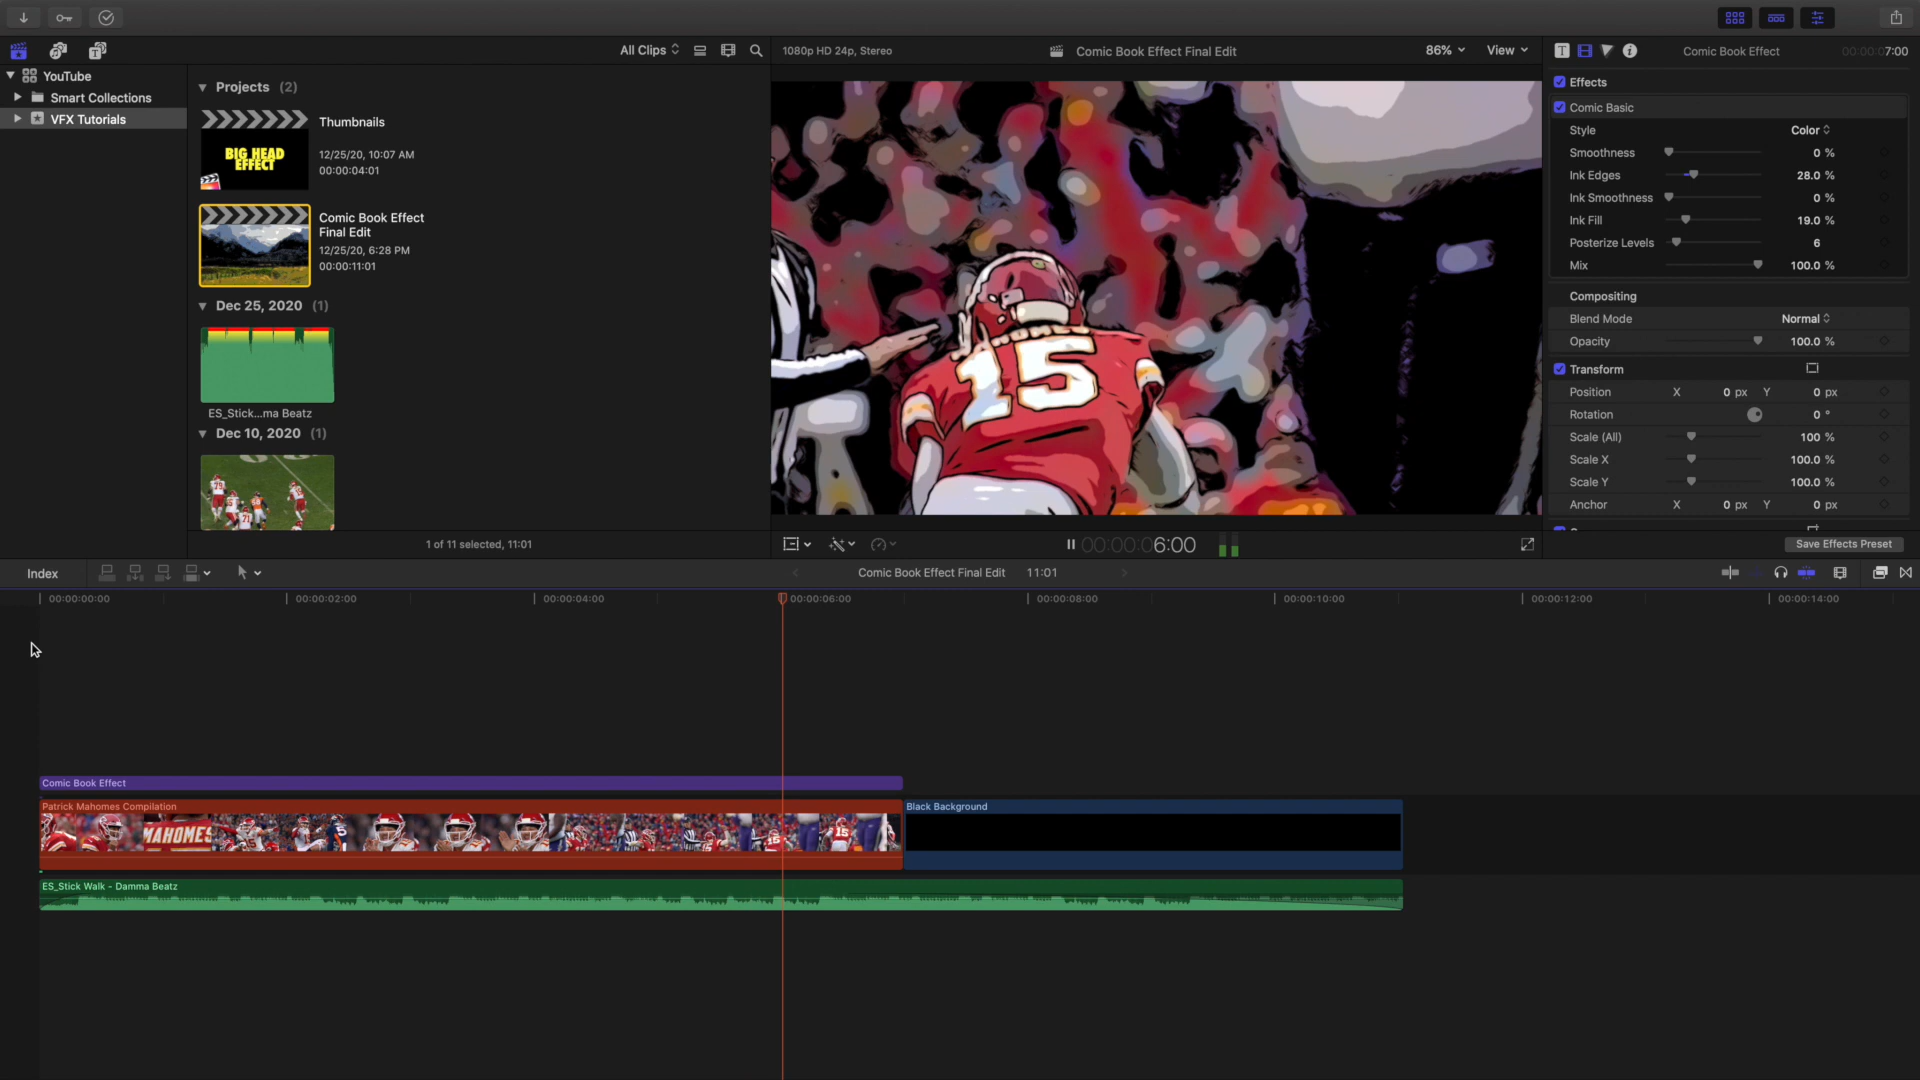 All Clips
1080p HD 24p, Stereo
Comic Book Effect Final Edit
86%
View
Comic Book Effect
00:00:07:00
YouTube
Smart Collections
VFX Tutorials
Projects (2)
Thumbnails
12/25/20, 10:07 AM
00:00:04:01
BIG HEAD
EFFECT
Comic Book Effect
Final Edit
12/25/20, 6:28 PM
00:00:11:01
Dec 25, 2020 (1)
ES_Stick...ma Beatz
Dec 10, 2020 (1)
1 of 11 selected, 11:01
15
Effects
Comic Basic
Style Color
Smoothness 0 %
Ink Edges 28.0 %
Ink Smoothness 0 %
Ink Fill 19.0 %
Posterize Levels 6
Mix 100.0 %
Compositing
Blend Mode Normal
Opacity 100.0 %
Transform
Position X 0 px Y 0 px
Rotation 0 °
Scale (All) 100 %
Scale X 100.0 %
Scale Y 100.0 %
Anchor X 0 px Y 0 px
Save Effects Preset
00:00:06:00
Index
Comic Book Effect Final Edit 11:01
00:00:00:00 00:00:02:00 00:00:04:00 00:00:06:00 00:00:08:00 00:00:10:00 00:00:12:00 00:00:14:00
Comic Book Effect
Patrick Mahomes Compilation
MAHOMES
Black Background
ES_Stick Walk - Damma Beatz